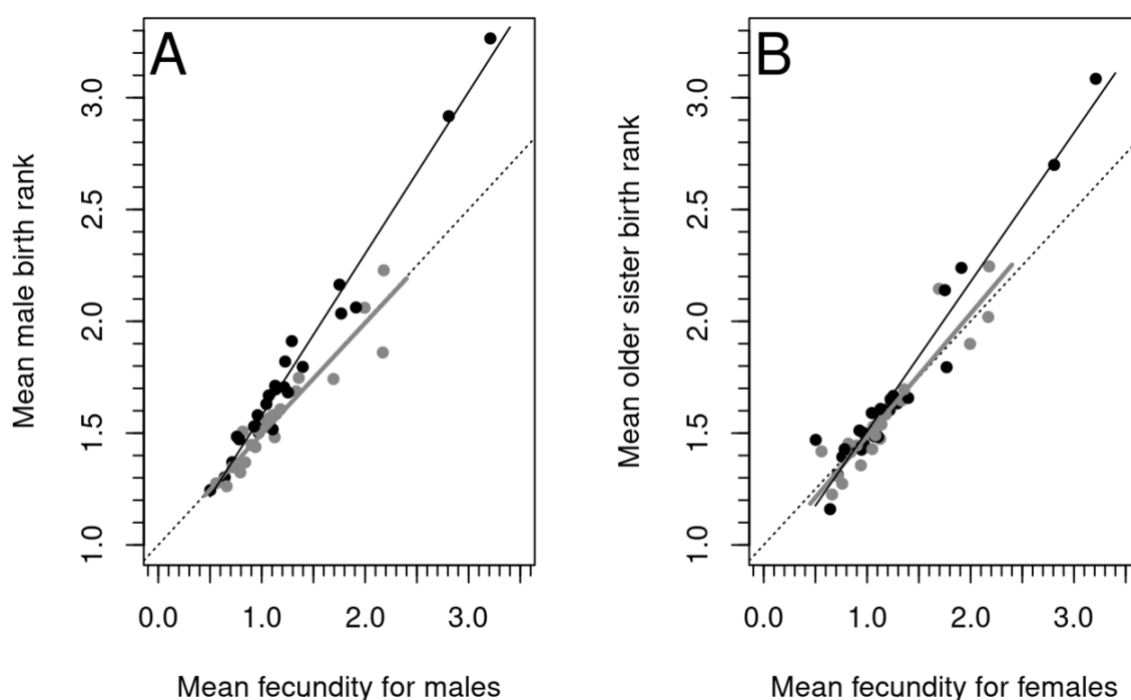 A
Mean male birth rank
3.0
2.5
2.0
1.5
1.0
0.0 1.0 2.0 3.0
Mean fecundity for males
B
Mean older sister birth rank
3.0
2.5
2.0
1.5
1.0
0.0 1.0 2.0 3.0
Mean fecundity for females